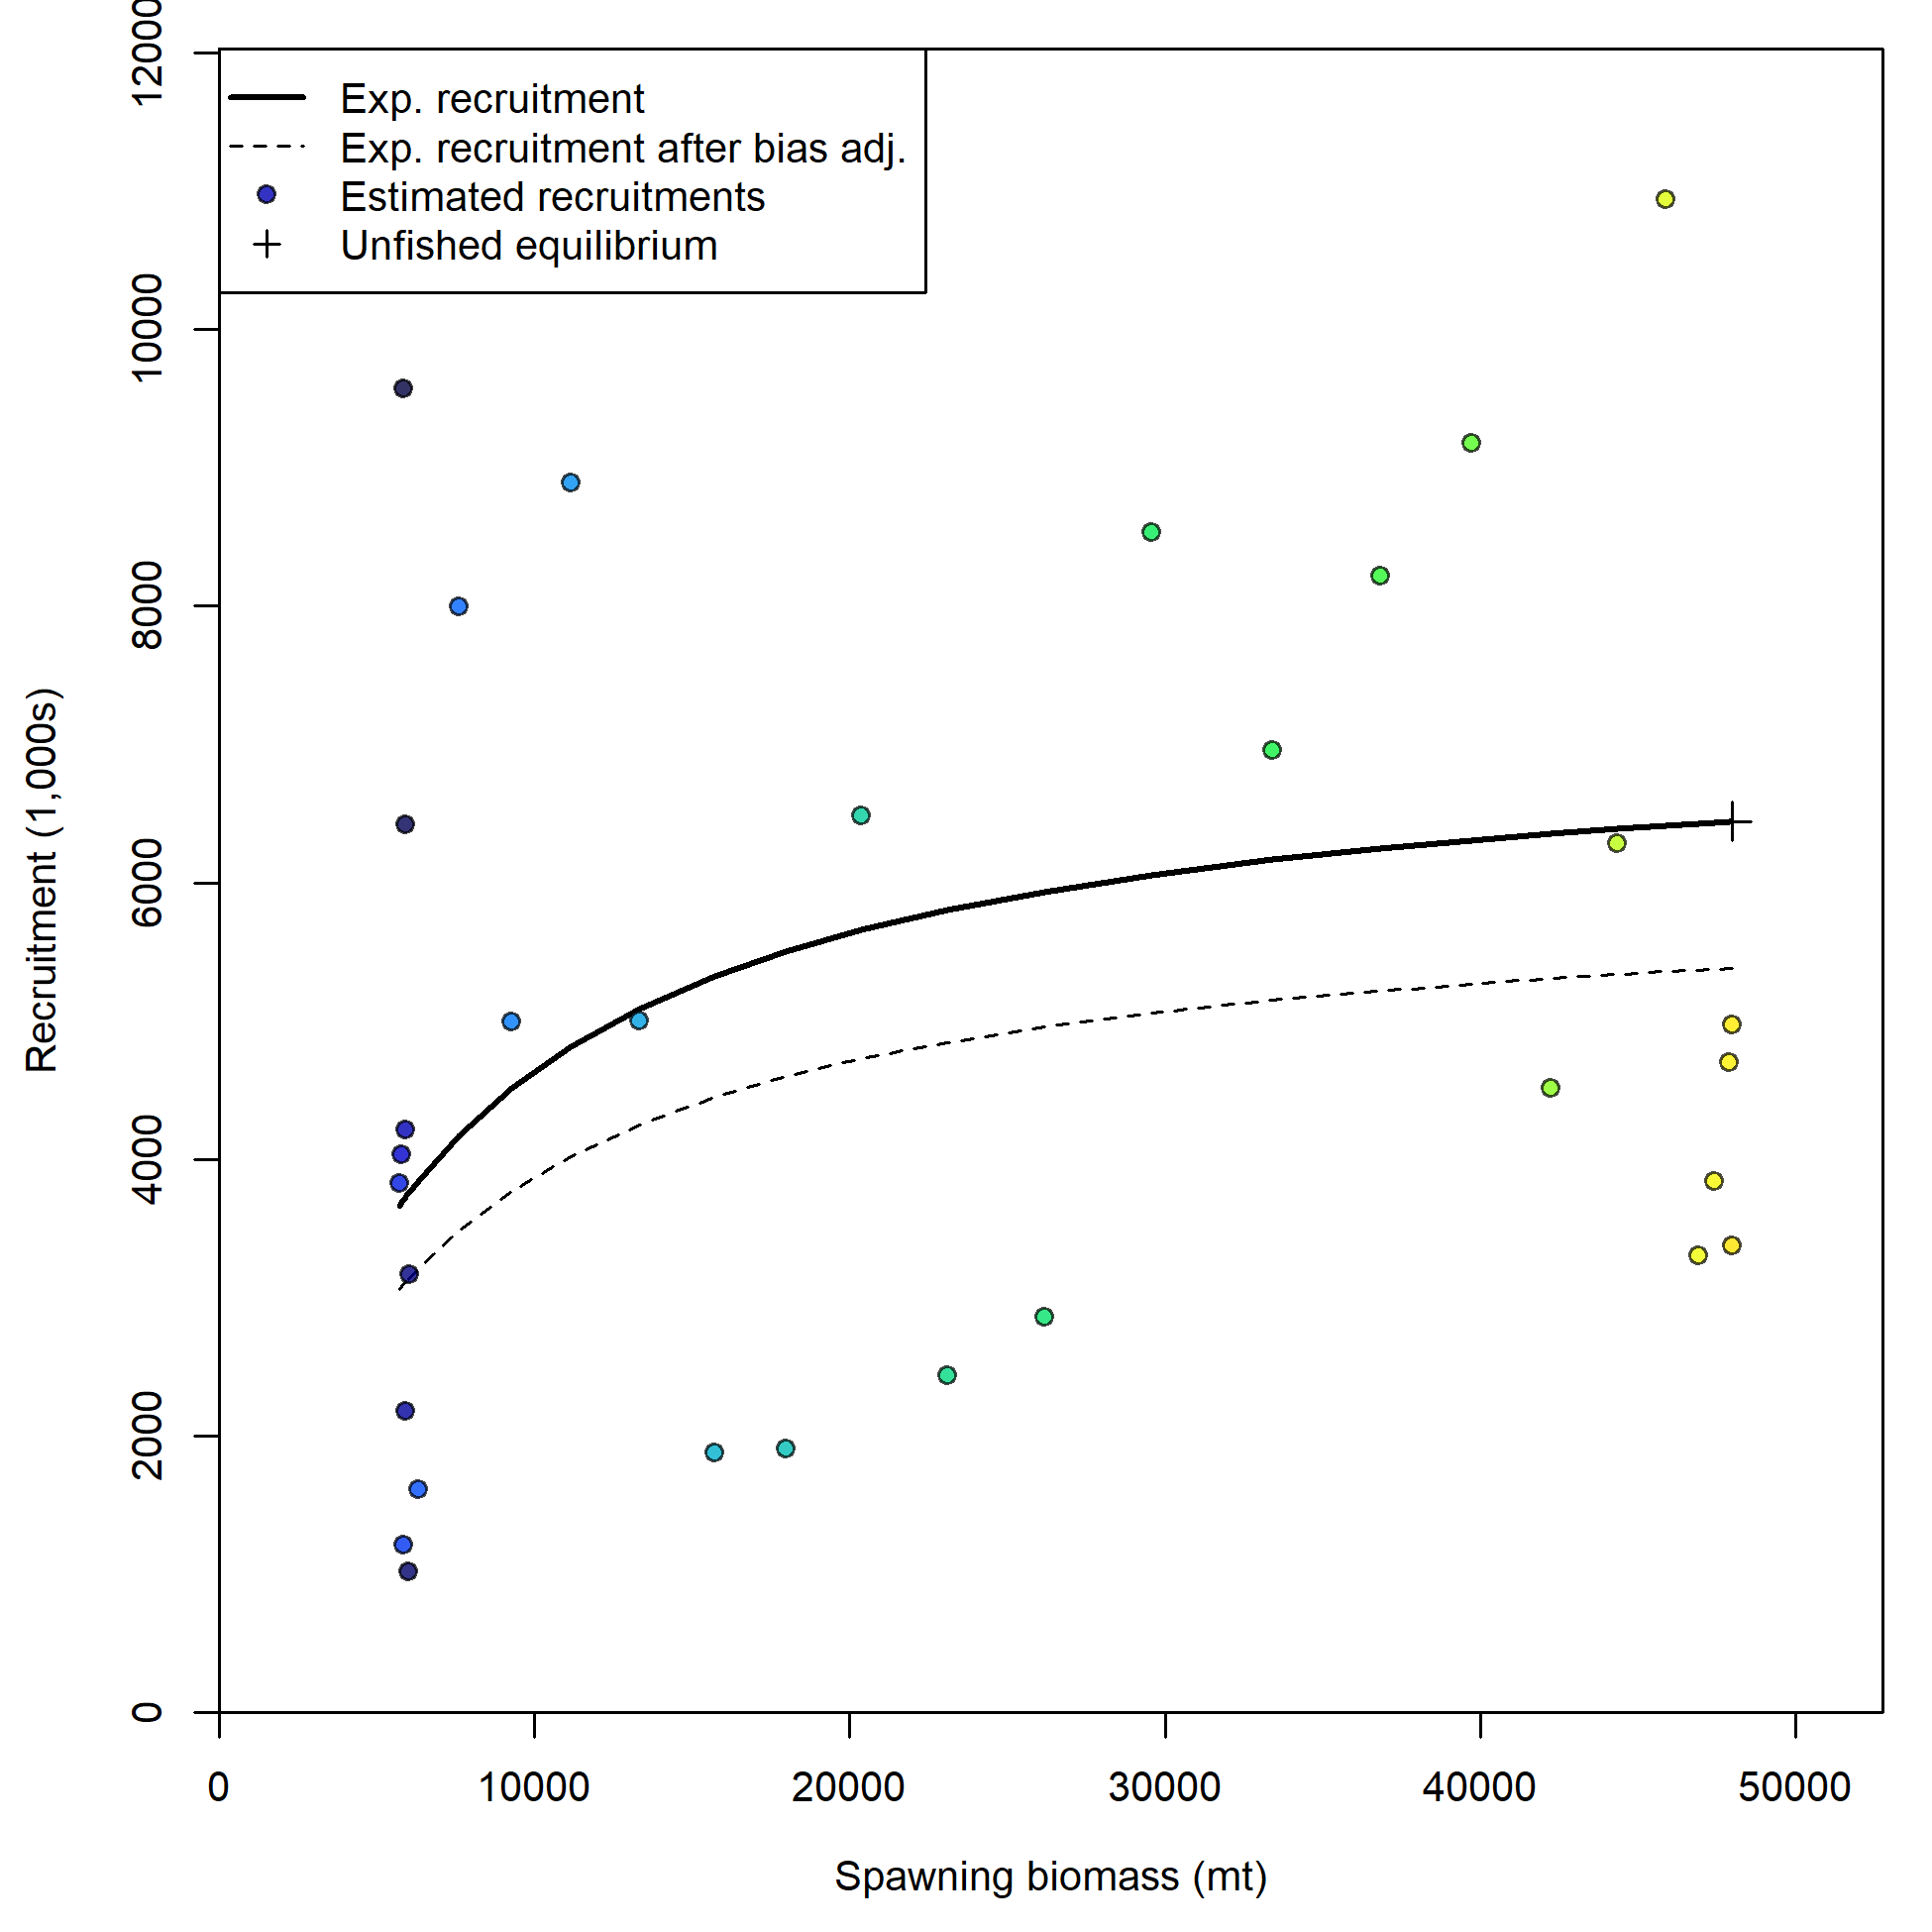 Exp. recruitment
Exp. recruitment after bias adj.
Estimated recruitments
Unfished equilibrium
Recruitment (1,000s)
12000
10000
8000
6000
4000
2000
0
0 10000 20000 30000 40000 50000
Spawning biomass (mt)